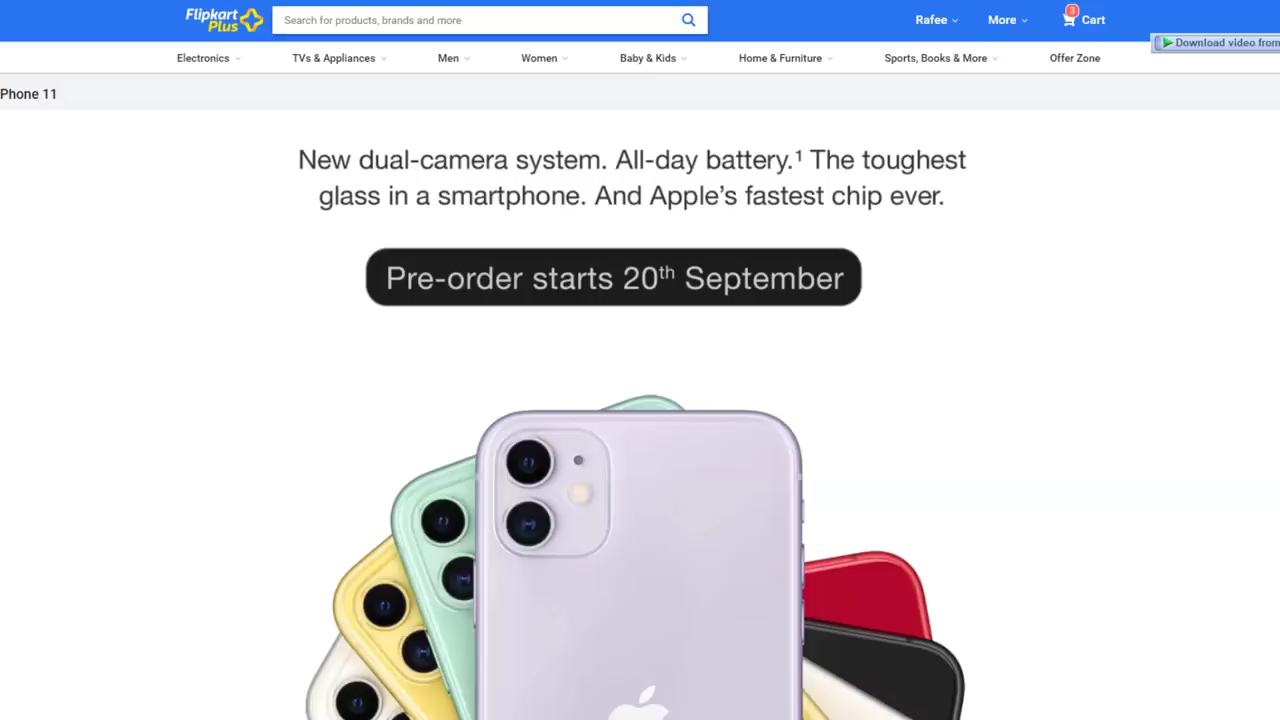 Flipkart
Plus
Search for products, brands and more
Rafee
More
3
Cart
Download video from
Electronics
TVs & Appliances
Men
Women
Baby & Kids
Home & Furniture
Sports, Books & More
Offer Zone
Phone 11
New dual-camera system. All-day battery.¹ The toughest
glass in a smartphone. And Apple’s fastest chip ever.
Pre-order starts 20th September